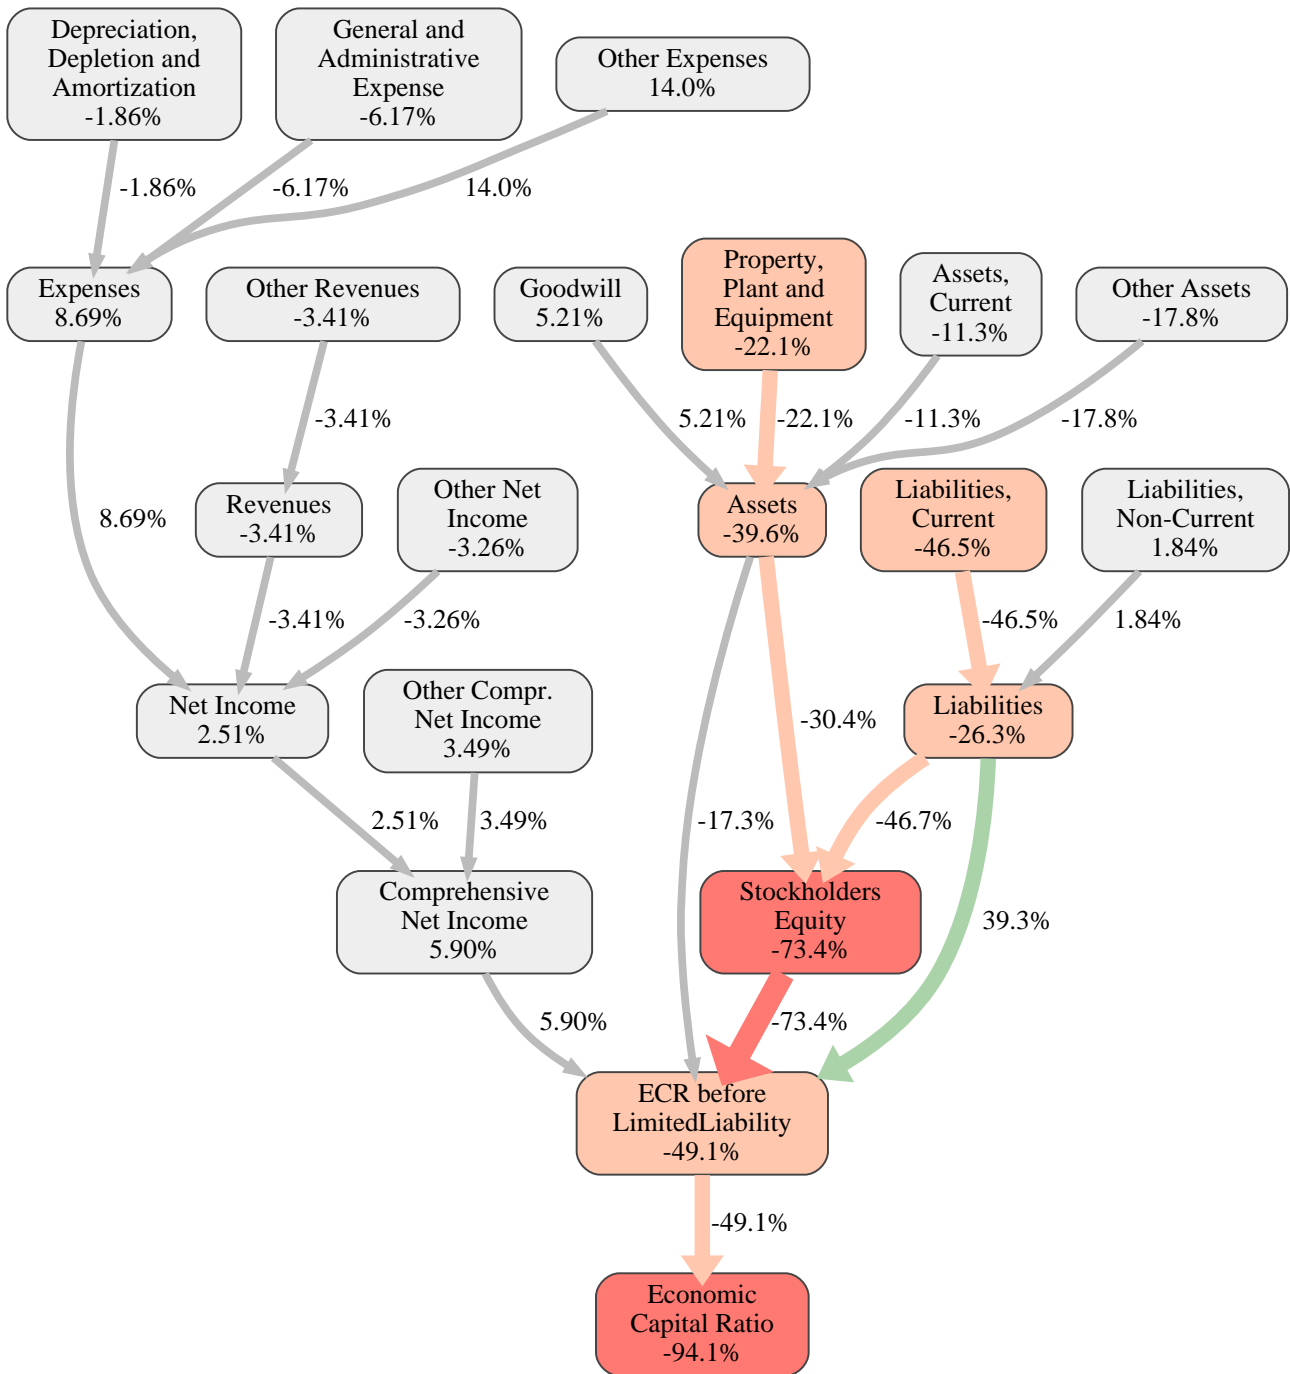 Depreciation,
Depletion and
Amortization
-1.86%
General and
Administrative
Expense
-6.17%
Other Expenses
14.0%
-1.86%
-6.17%
14.0%
Expenses
8.69%
Other Revenues
-3.41%
Goodwill
5.21%
Property,
Plant and
Equipment
-22.1%
Assets,
Current
-11.3%
Other Assets
-17.8%
-3.41%
5.21%
-22.1%
-11.3%
-17.8%
8.69%
Revenues
-3.41%
Other Net
Income
-3.26%
Assets
-39.6%
Liabilities,
Current
-46.5%
Liabilities,
Non-Current
1.84%
-3.41%
-3.26%
-46.5%
1.84%
Net Income
2.51%
Other Compr.
Net Income
3.49%
-30.4%
Liabilities
-26.3%
2.51%
3.49%
-17.3%
-46.7%
Comprehensive
Net Income
5.90%
Stockholders
Equity
-73.4%
39.3%
5.90%
-73.4%
ECR before
LimitedLiability
-49.1%
-49.1%
Economic
Capital Ratio
-94.1%